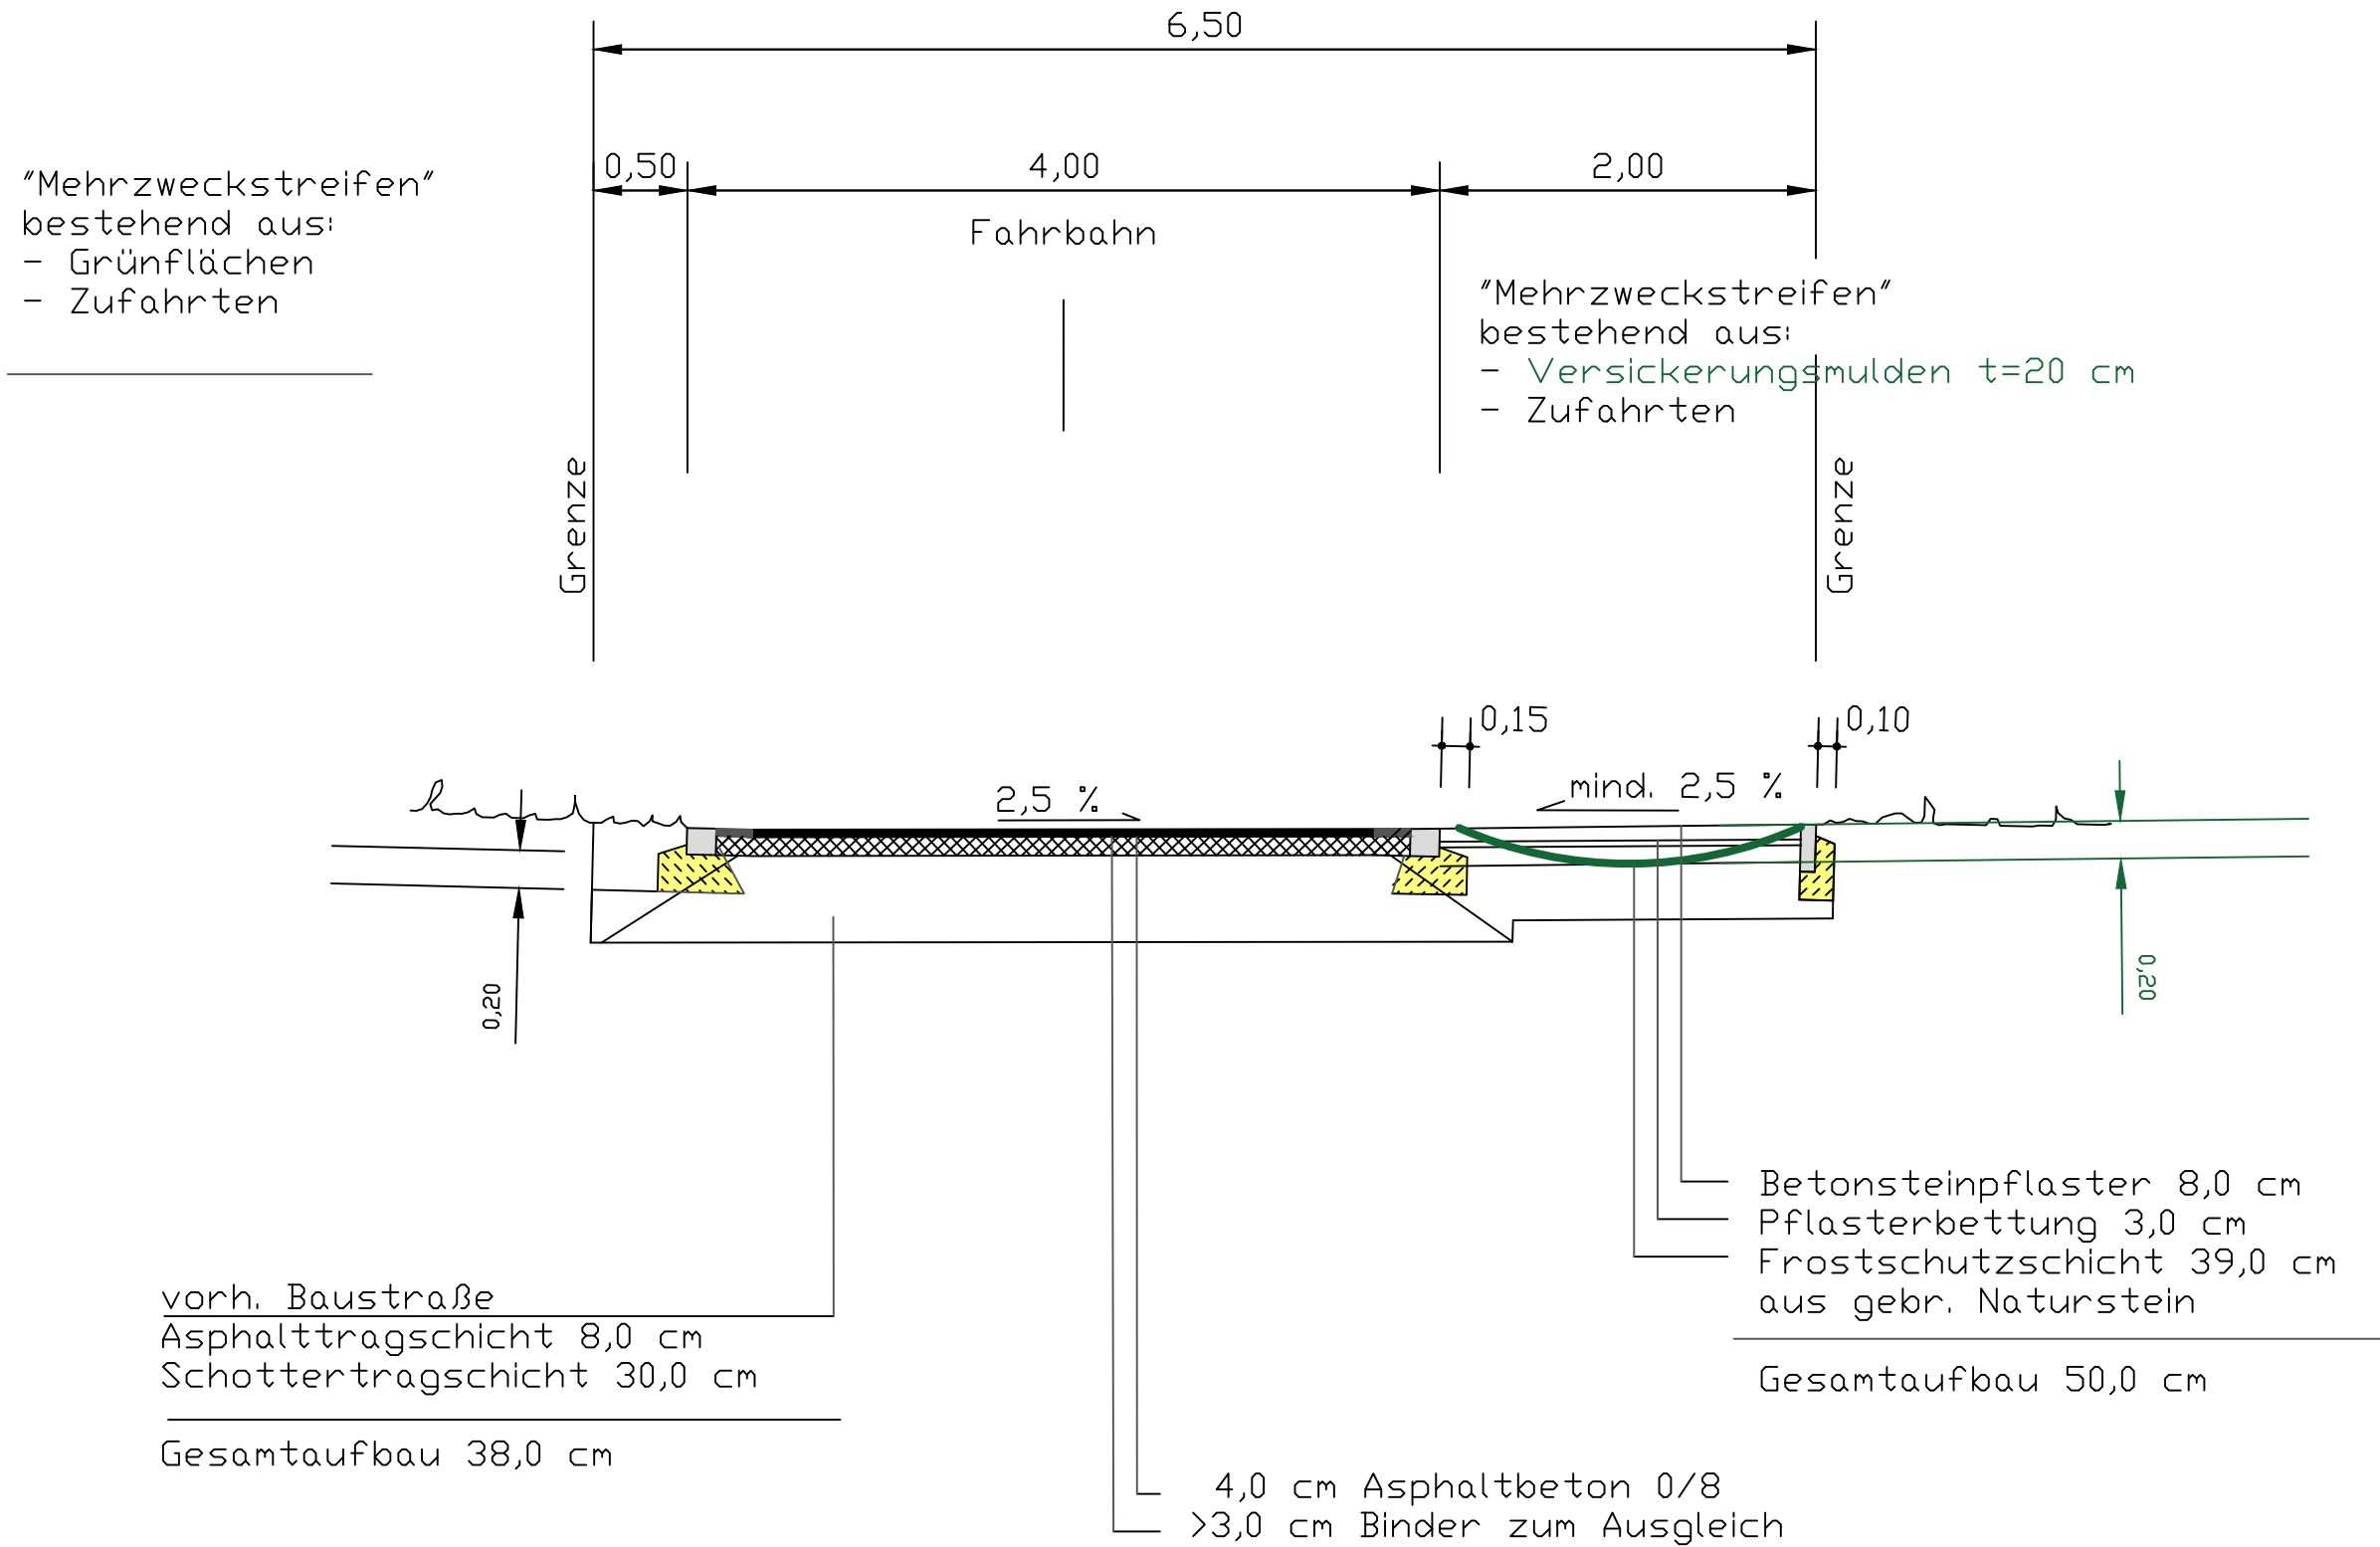 6,50
0,50
4,00
2,00
Fahrbahn
"Mehrzweckstreifen"
bestehend aus:
- Grünflächen
- Zufahrten
"Mehrzweckstreifen"
bestehend aus:
- Versickerungsmulden t=20 cm
- Zufahrten
Grenze
Grenze
0,15
0,10
2,5 %
mind. 2,5 %
0,20
0,20
Betonsteinpflaster 8,0 cm
Pflasterbettung 3,0 cm
Frostschutzschicht 39,0 cm
aus gebr. Naturstein
Gesamtaufbau 50,0 cm
vorh. Baustraße
Asphalttragschicht 8,0 cm
Schottertragschicht 30,0 cm
Gesamtaufbau 38,0 cm
4,0 cm Asphaltbeton 0/8
>3,0 cm Binder zum Ausgleich